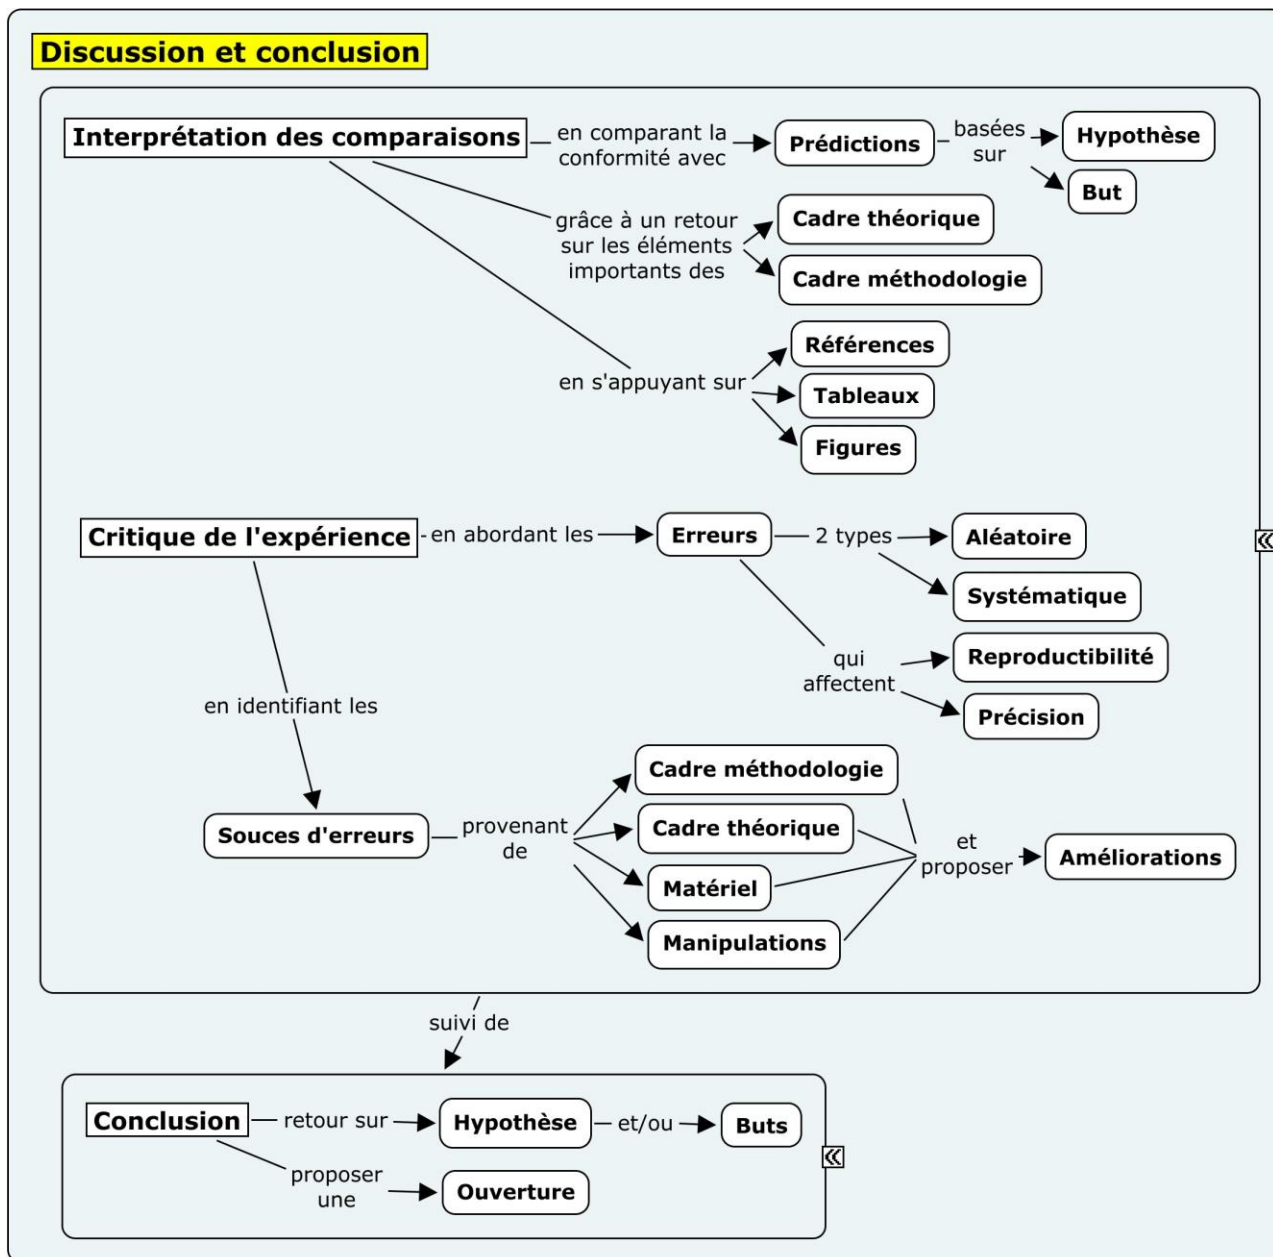 Discussion et conclusion
Interprétation des comparaisons
en comparant la
conformité avec
Prédictions
basées
sur
Hypothèse
But
grâce à un retour
sur les éléments
importants des
Cadre théorique
Cadre méthodologie
en s'appuyant sur
Références
Tableaux
Figures
Critique de l'expérience
en abordant les
Erreurs
2 types
Aléatoire
Systématique
qui
affectent
Reproductibilité
Précision
en identifiant les
Souces d'erreurs
provenant
de
Cadre méthodologie
Cadre théorique
Matériel
Manipulations
et
proposer
Améliorations
suivi de
Conclusion
retour sur
Hypothèse
et/ou
Buts
proposer
une
Ouverture